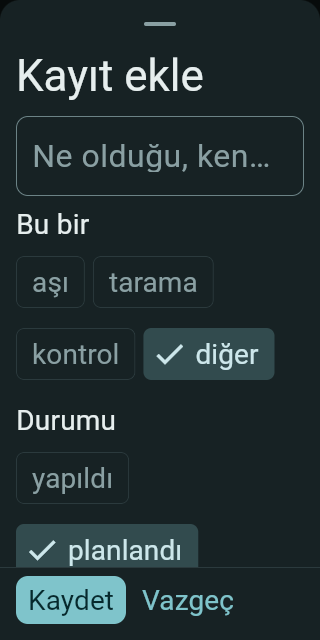 Kayıt ekle
Ne olduğu, ken...
Bu bir
aşı
tarama
kontrol
diğer
Durumu
yapıldı
planlandı
Kaydet
Vazgeç